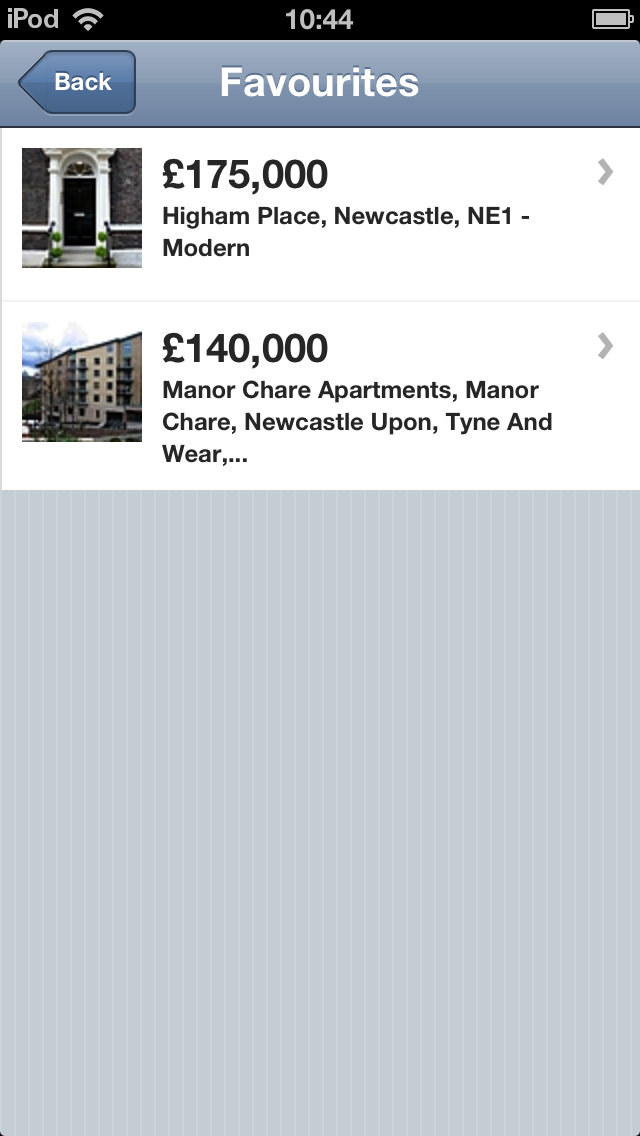 iPod
10:44
Back
Favourites
£175,000
Higham Place, Newcastle, NE1 -
Modern
£140,000
Manor Chare Apartments, Manor
Chare, Newcastle Upon, Tyne And
Wear,...